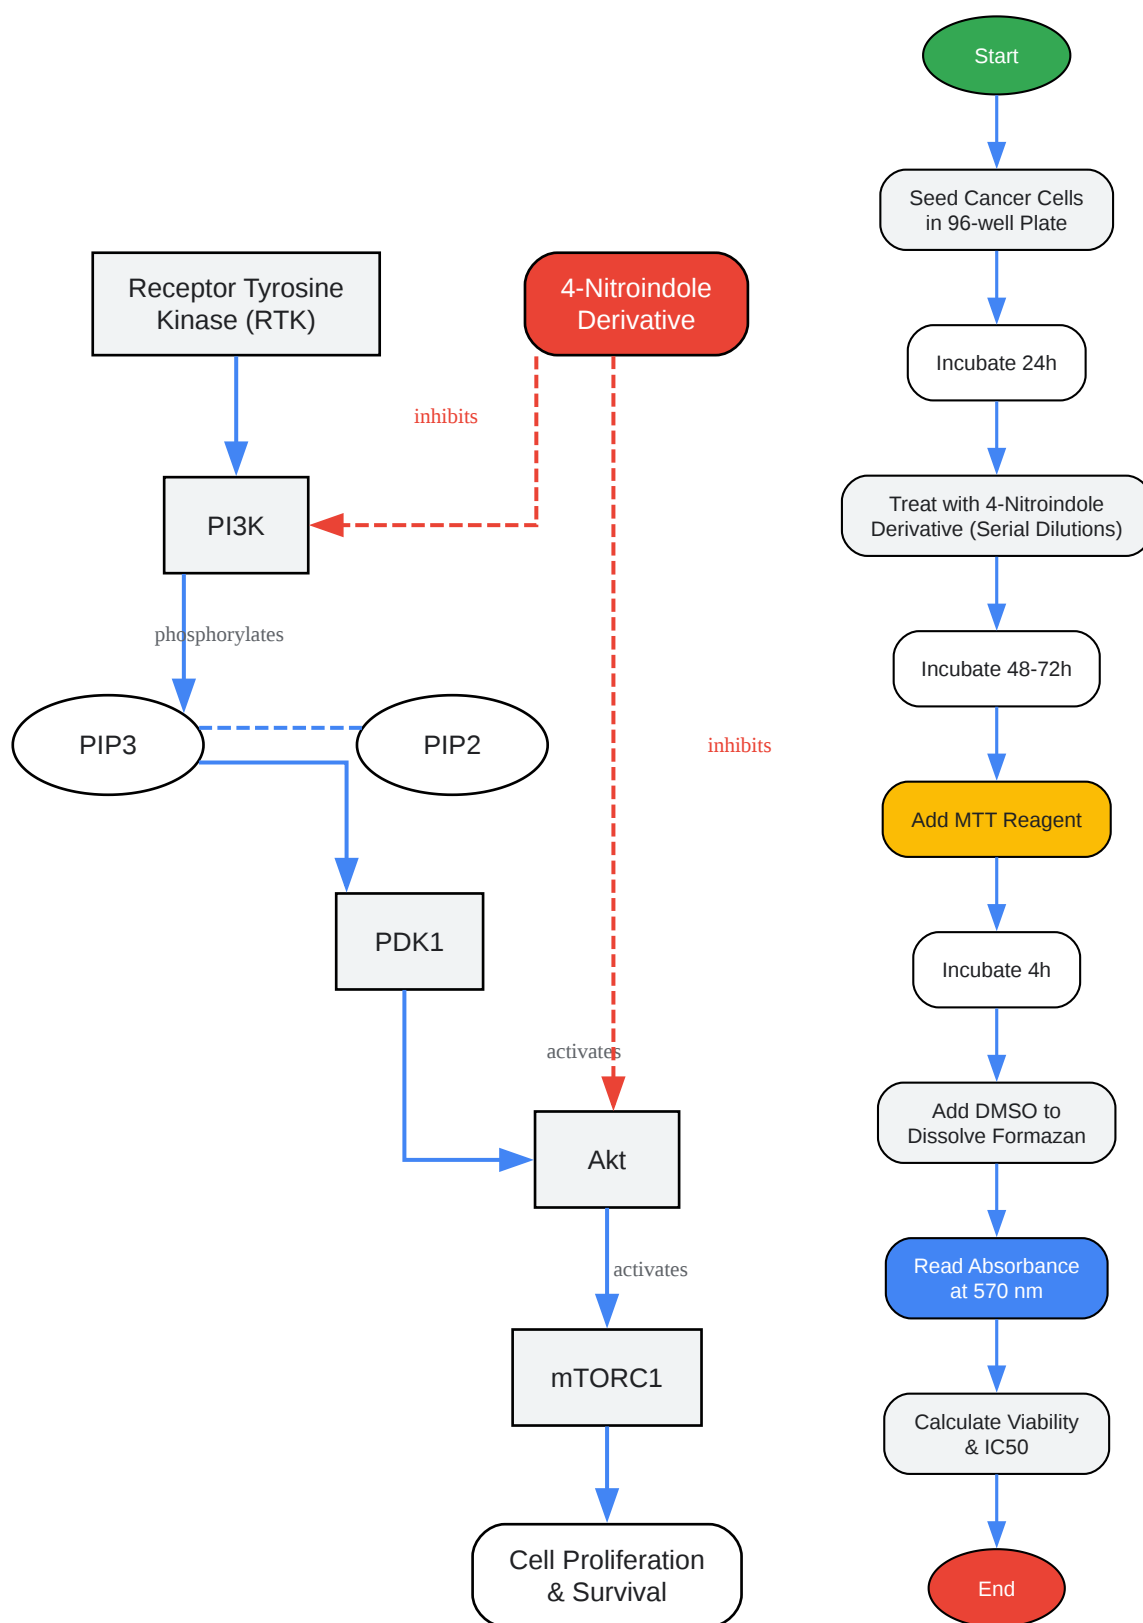 Receptor Tyrosine
Kinase (RTK)
4-Nitroindole
Derivative
inhibits
PI3K
phosphorylates
PIP3
PIP2
inhibits
PDK1
activates
Akt
activates
mTORC1
Cell Proliferation
& Survival
Start
Seed Cancer Cells
in 96-well Plate
Incubate 24h
Treat with 4-Nitroindole
Derivative (Serial Dilutions)
Incubate 48-72h
Add MTT Reagent
Incubate 4h
Add DMSO to
Dissolve Formazan
Read Absorbance
at 570 nm
Calculate Viability
& IC50
End